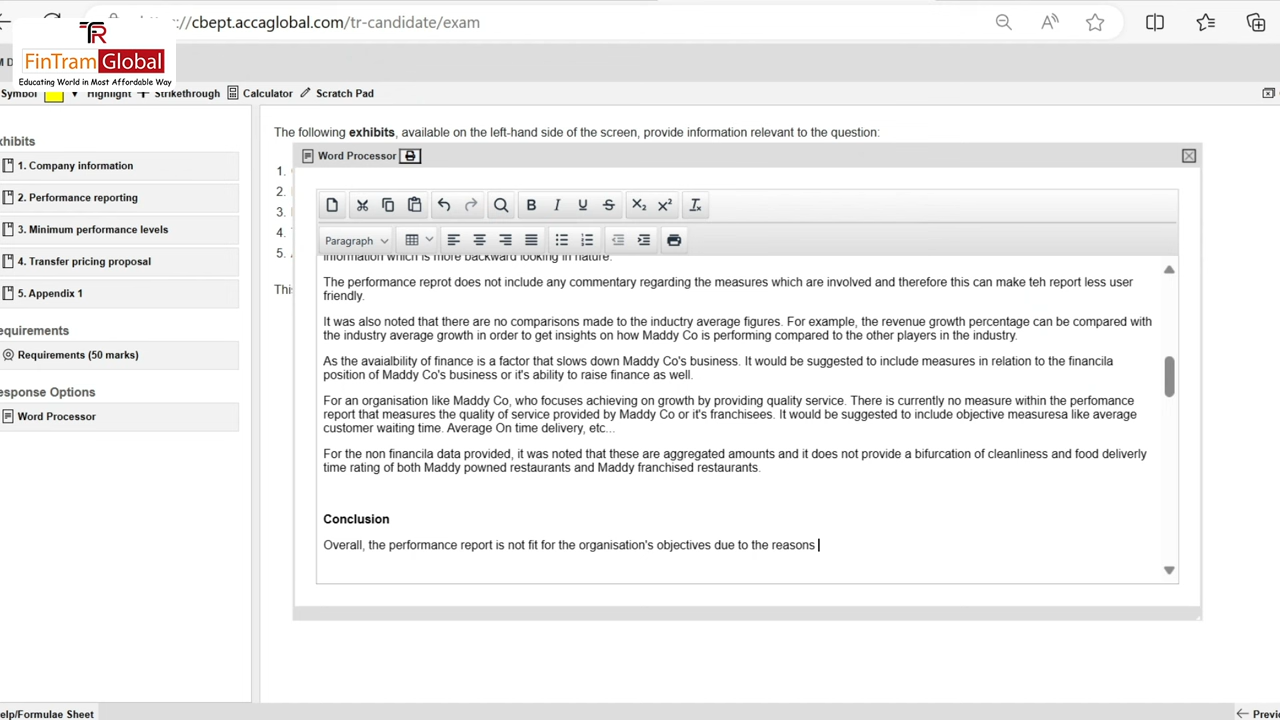 ://cbept.accaglobal.com/tr-candidate/exam
TR
FinTram Global
Educating World in Most Affordable Way
M D
Symbol Highlight Strikethrough Calculator Scratch Pad
xhibits
1. Company information
2. Performance reporting
3. Minimum performance levels
4. Transfer pricing proposal
5. Appendix 1
Requirements
Requirements (50 marks)
esponse Options
Word Processor
The following exhibits, available on the left-hand side of the screen, provide information relevant to the question:
1.
2.
3.
4.
5.
This
Word Processor
B I U S X₂ X² Ix
Paragraph
information which is more backward looking in nature.
The performance reprot does not include any commentary regarding the measures which are involved and therefore this can make teh report less user
friendly.
It was also noted that there are no comparisons made to the inductry average figures. For example, the revenue growth percentage can be compared with
the industry average growth in order to get insights on how Maddy Co is performing compared to the other players in the industry.
As the avaialbility of finance is a factor that slows down Maddy Co's business. It would be suggested to include measures in relation to the financila
position of Maddy Co's business or it's ability to raise finance as well.
For an organisation like Maddy Co, who focuses achieving on growth by providing quality service. There is currently no measure within the perfomance
report that measures the quality of service provided by Maddy Co or it's franchisees. It would be suggested to include objective measuresa like average
customer waiting time. Average On time delivery, etc...
For the non financila data provided, it was noted that these are aggregated amounts and it does not provide a bifurcation of cleanliness and food deliverly
time rating of both Maddy powned restaurants and Maddy franchised restaurants.
Conclusion
Overall, the performance report is not fit for the organisation's objectives due to the reasons
elp/Formulae Sheet
Previo